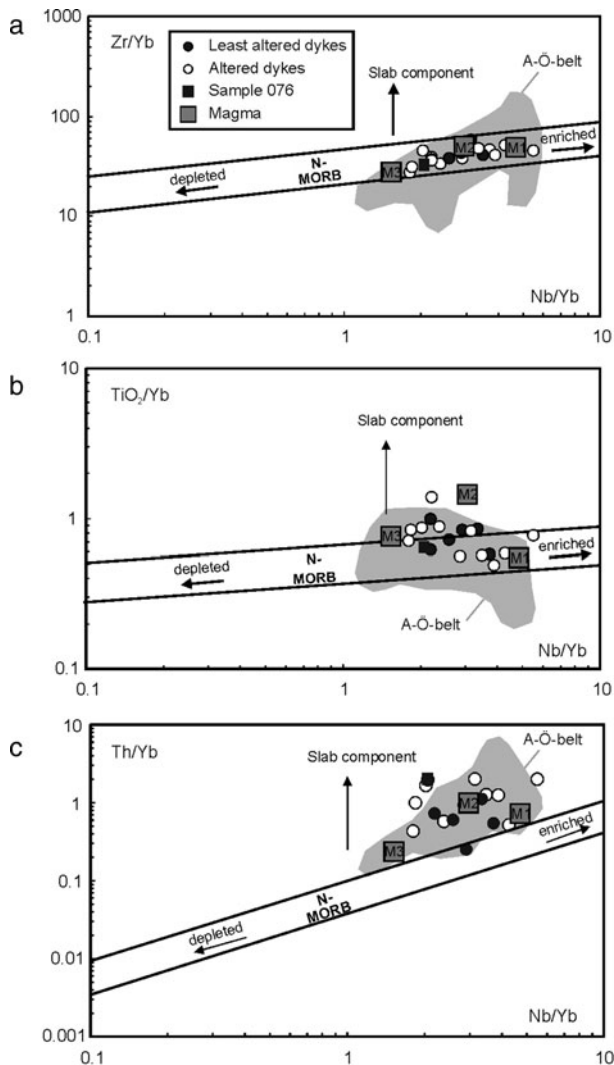 a
1000
100
10
1
Zr/Yb
Least altered dykes
Altered dykes
Sample 076
Magma
Slab component
A-Ö-belt
M3
M2
M1
N-
MORB
depleted
enriched
Nb/Yb
0.1
1
10
b
10
1
0.1
TiO₂/Yb
Slab component
M2
M3
M1
N-
MORB
depleted
enriched
A-Ö-belt
Nb/Yb
0.1
1
10
c
10
1
0.1
0.01
0.001
Th/Yb
Slab component
A-Ö-belt
M2
M1
M3
enriched
N-
MORB
depleted
Nb/Yb
0.1
1
10